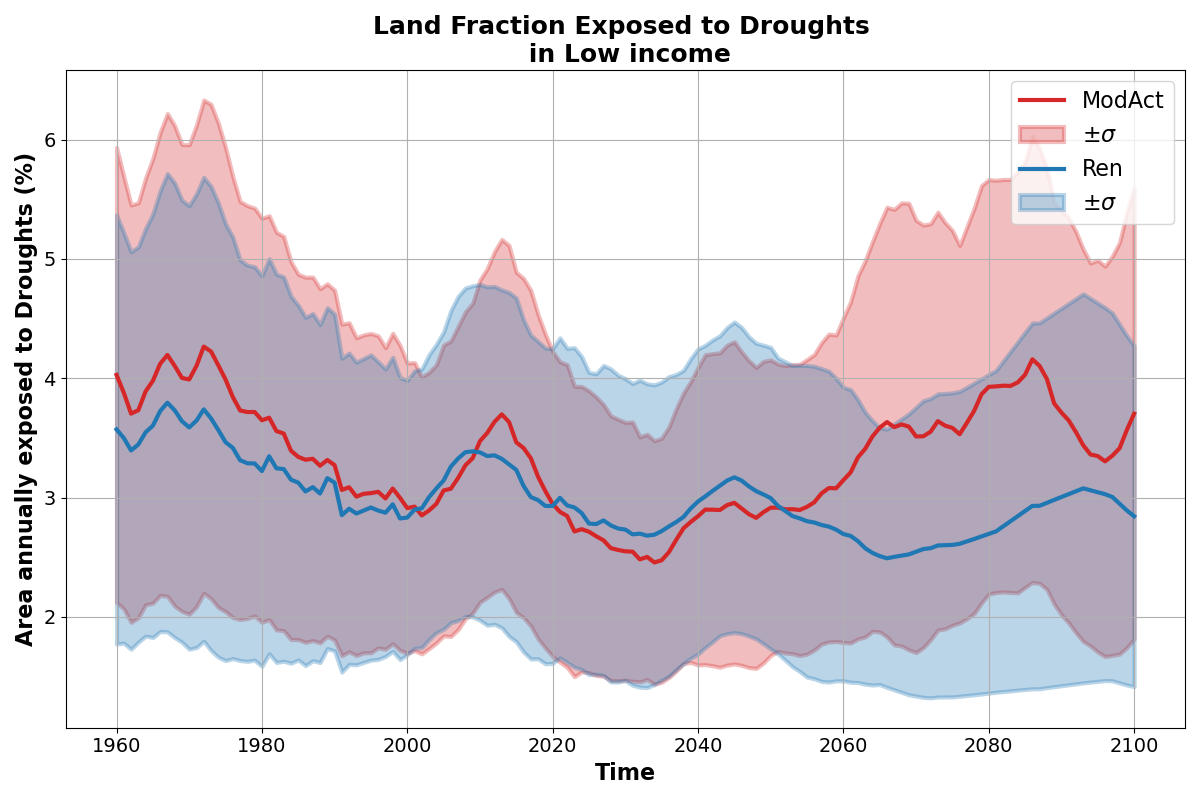 Land Fraction Exposed to Droughts
in Low income
ModAct
±σ
Ren
±σ
Area annually exposed to Droughts (%)
6
5
4
3
2
1960 1980 2000 2020 2040 2060 2080 2100
Time